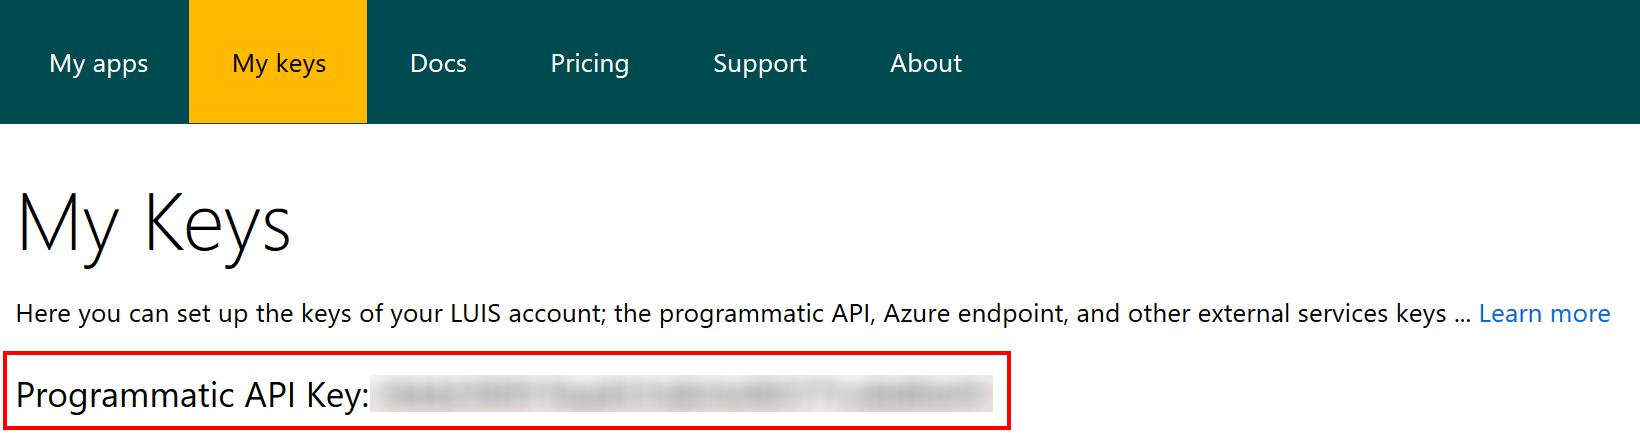 My apps My keys Docs Pricing Support About
My Keys
Here you can set up the keys of your LUIS account; the programmatic API, Azure endpoint, and other external services keys ... Learn more
Programmatic API Key: